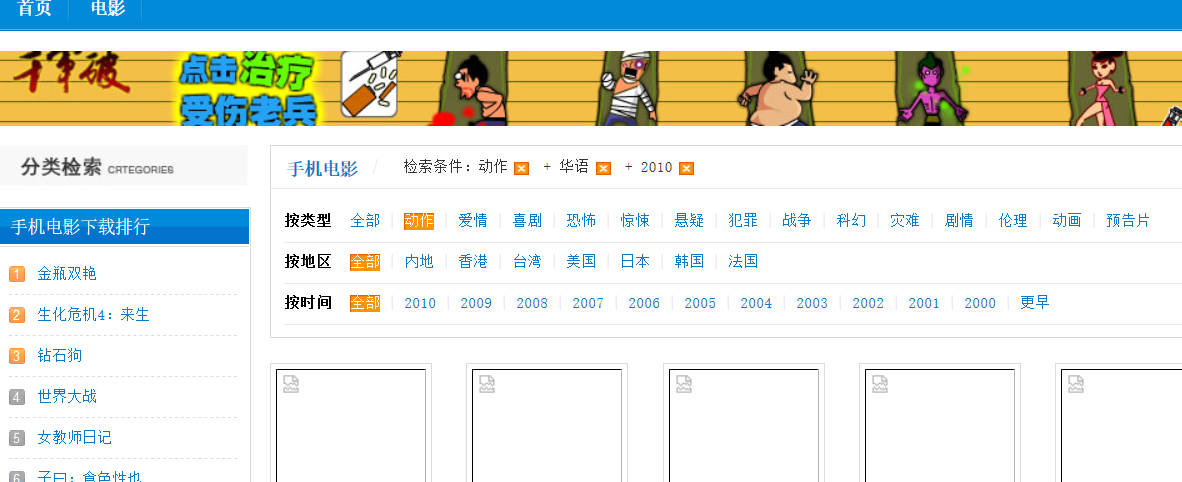 首页 电影
千军破 点击治疗
受伤老兵
分类检索 CATEGORIES
手机电影 / 检索条件：动作 + 华语 + 2010
按类型 全部 动作 爱情 喜剧 恐怖 惊悚 悬疑 犯罪 战争 科幻 灾难 剧情 伦理 动画 预告片
按地区 全部 内地 香港 台湾 美国 日本 韩国 法国
按时间 全部 2010 2009 2008 2007 2006 2005 2004 2003 2002 2001 2000 更早
手机电影下载排行
1 金瓶双艳
2 生化危机4：来生
3 钻石狗
4 世界大战
5 女教师日记
6 子曰：食色性也